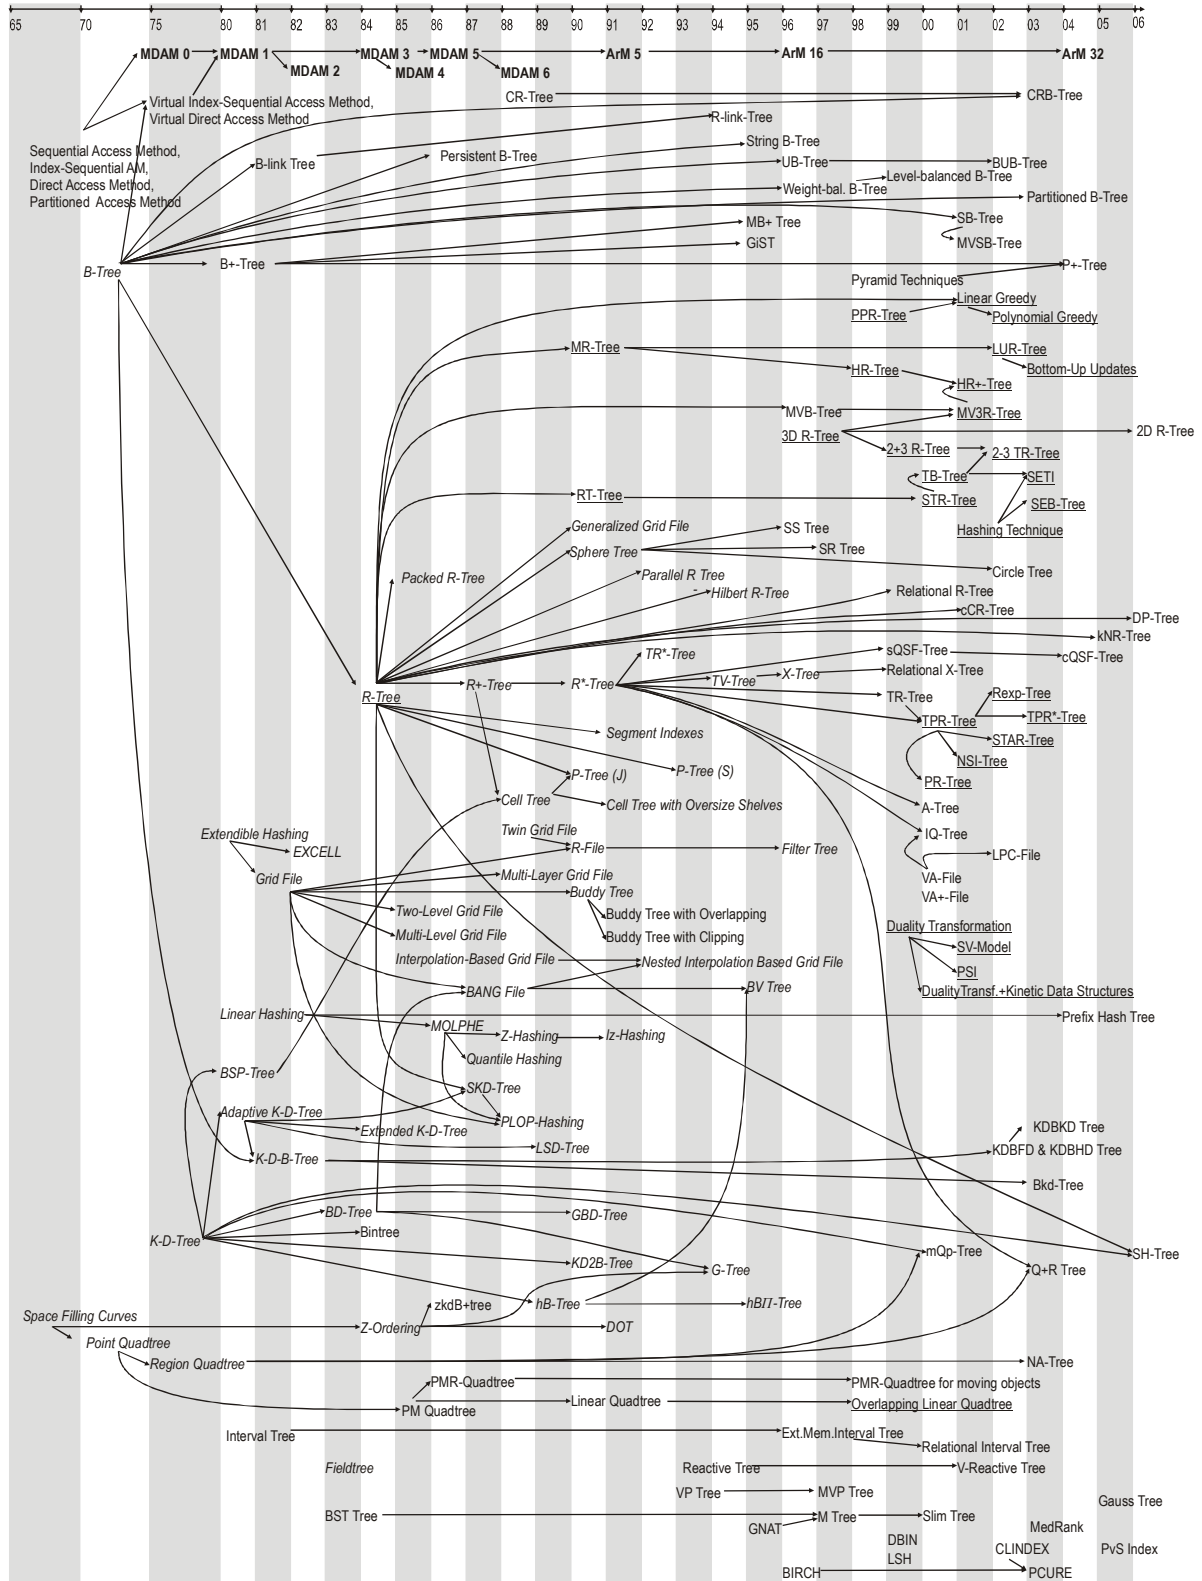 65 70 75 80 81 82 83 84 85 86 87 88 89 90 91 92 93 94 95 96 97 98 99 00 01 02 03 04 05 06
MDAM 0 MDAM 1 MDAM 3 MDAM 5 ArM 5 ArM 16 ArM 32
MDAM 2 MDAM 4 MDAM 6
CR-Tree CRB-Tree
Virtual Index-Sequential Access Method,
Virtual Direct Access Method
R-link-Tree
String B-Tree
Sequential Access Method,
Index-Sequential AM,
Direct Access Method,
Partitioned Access Method
B-link Tree Persistent B-Tree UB-Tree BUB-Tree
Level-balanced B-Tree
Weight-bal. B-Tree
Partitioned B-Tree
SB-Tree
MB+ Tree
GiST MVSB-Tree
B-Tree B+-Tree P+-Tree
Pyramid Techniques
Linear Greedy
PPR-Tree Polynomial Greedy
MR-Tree LUR-Tree
HR-Tree Bottom-Up Updates
HR+-Tree
MVB-Tree MV3R-Tree
3D R-Tree 2D R-Tree
2+3 R-Tree 2-3 TR-Tree
TB-Tree SETI
RT-Tree STR-Tree SEB-Tree
Generalized Grid File SS Tree Hashing Technique
Sphere Tree SR Tree
Circle Tree
Packed R-Tree Parallel R Tree
Hilbert R-Tree Relational R-Tree
cCR-Tree
DP-Tree
kNR-Tree
TR*-Tree sQSF-Tree cQSF-Tree
X-Tree Relational X-Tree
R-Tree R+-Tree R*-Tree TV-Tree
TR-Tree Rexp-Tree
TPR-Tree TPR*-Tree
Segment Indexes STAR-Tree
NSI-Tree
P-Tree (J) P-Tree (S) PR-Tree
Cell Tree Cell Tree with Oversize Shelves A-Tree
Extendible Hashing Twin Grid File IQ-Tree
EXCELL R-File Filter Tree LPC-File
Grid File Multi-Layer Grid File VA-File
Buddy Tree VA+-File
Two-Level Grid File Buddy Tree with Overlapping
Duality Transformation
Multi-Level Grid File Buddy Tree with Clipping SV-Model
Interpolation-Based Grid File Nested Interpolation Based Grid File
PSI
BANG File BV Tree DualityTransf.+Kinetic Data Structures
Linear Hashing Prefix Hash Tree
MOLPHE
Z-Hashing Iz-Hashing
Quantile Hashing
BSP-Tree
SKD-Tree
Adaptive K-D-Tree
PLOP-Hashing
Extended K-D-Tree KDBKD Tree
LSD-Tree KDBFD & KDBHD Tree
K-D-B-Tree
Bkd-Tree
BD-Tree GBD-Tree
Bintree
K-D-Tree
mQp-Tree SH-Tree
KD2B-Tree G-Tree Q+R Tree
zkdB+tree hB-Tree hBΠ-Tree
Space Filling Curves
Z-Ordering DOT
Point Quadtree
Region Quadtree NA-Tree
PMR-Quadtree PMR-Quadtree for moving objects
Linear Quadtree Overlapping Linear Quadtree
PM Quadtree
Interval Tree Ext.Mem.Interval Tree
Relational Interval Tree
Fieldtree Reactive Tree V-Reactive Tree
VP Tree MVP Tree
Gauss Tree
BST Tree M Tree Slim Tree
GNAT MedRank
DBIN
CLINDEX PvS Index
LSH
BIRCH PCURE